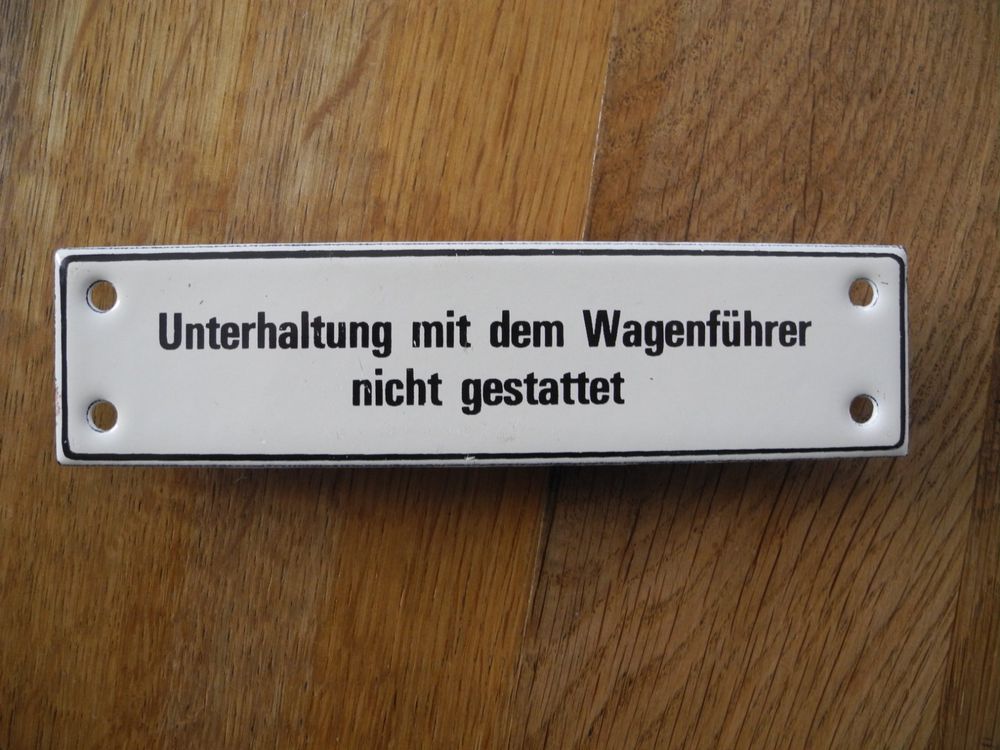 Unterhaltung mit dem Wagenführer
nicht gestattet